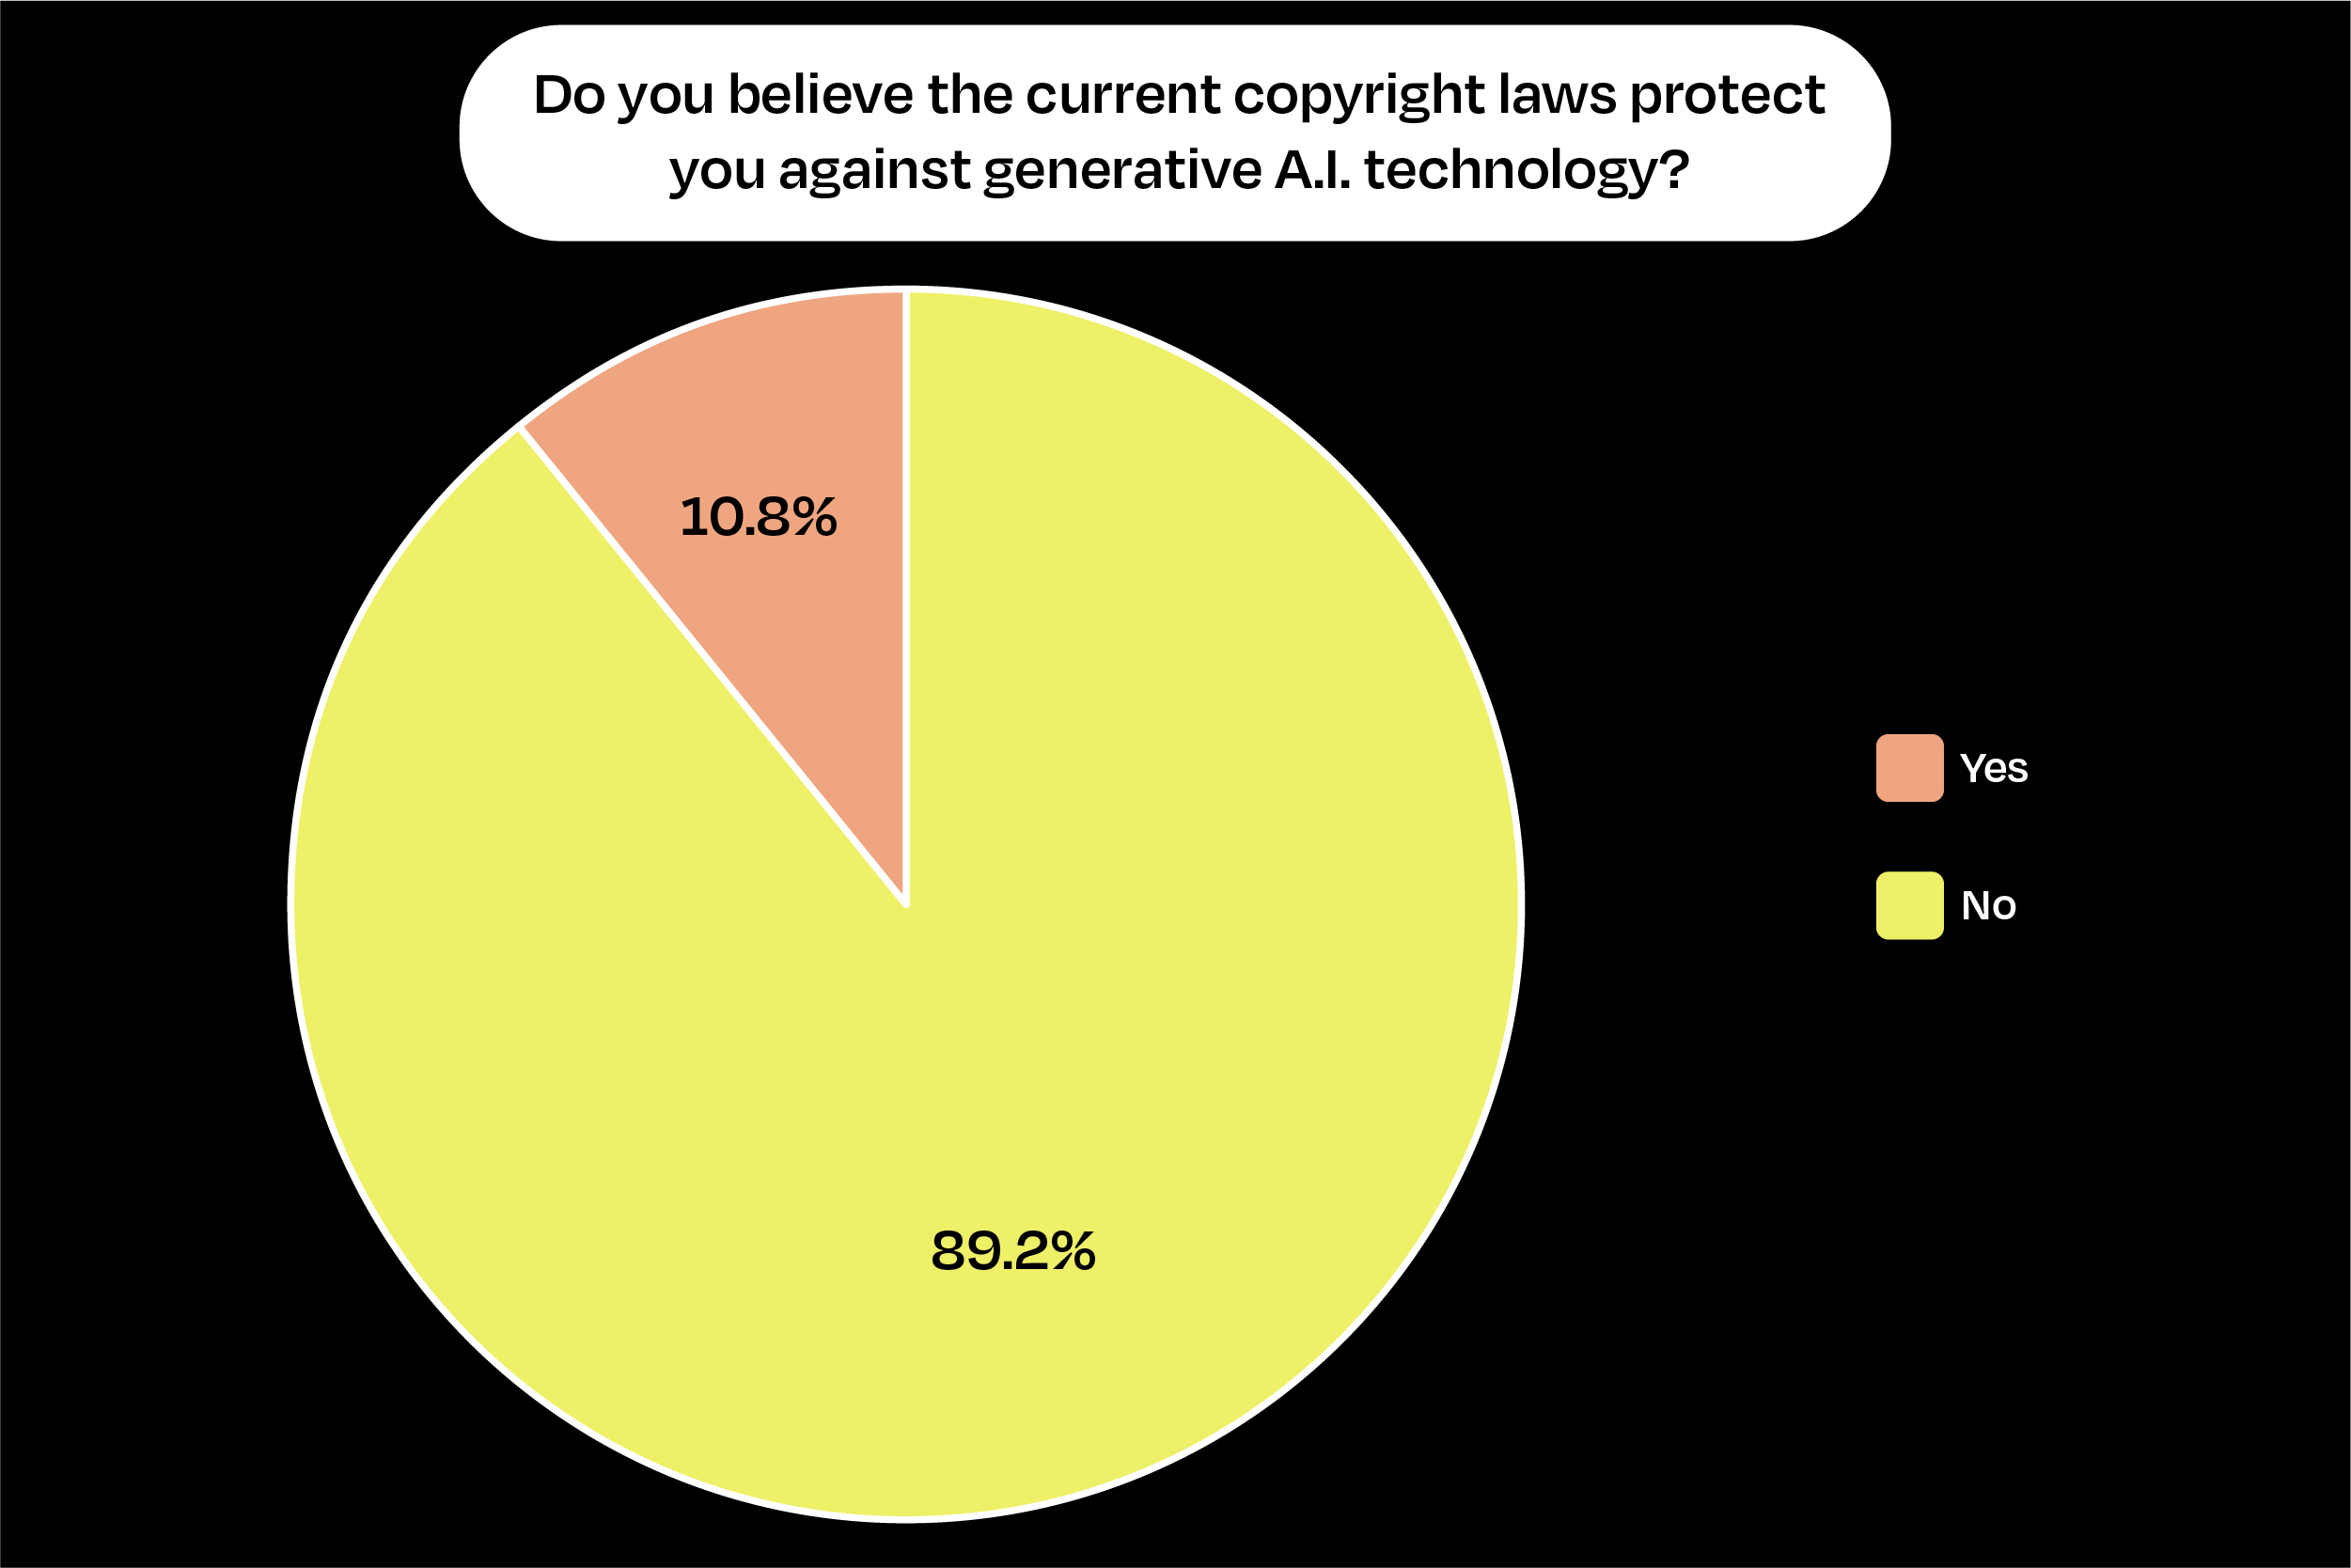 Do you believe the current copyright laws protect
you against generative A.I. technology?
10.8%
Yes
No
89.2%